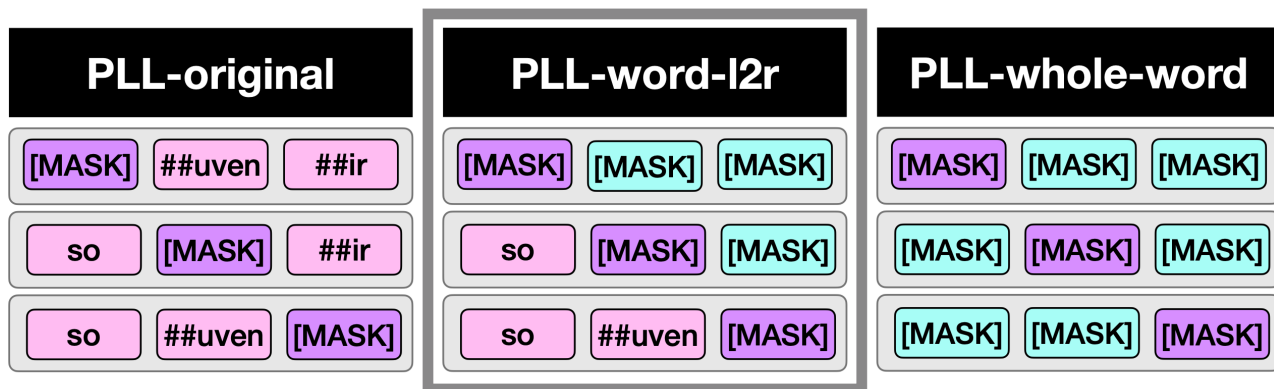 PLL-original PLL-word-l2r PLL-whole-word
[MASK] ##uven ##ir [MASK] [MASK] [MASK] [MASK] [MASK] [MASK]
so [MASK] ##ir so [MASK] [MASK] [MASK] [MASK] [MASK]
so ##uven [MASK] so ##uven [MASK] [MASK] [MASK] [MASK]